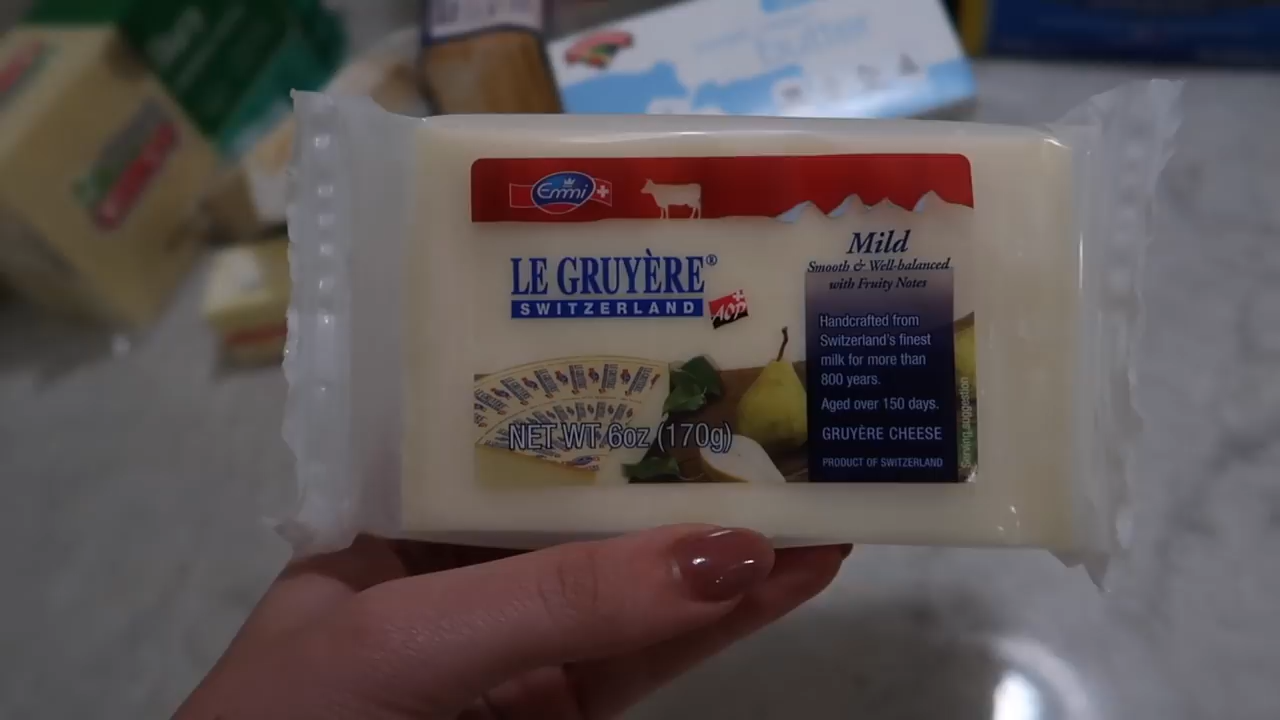 Emmi
LE GRUYÈRE®
SWITZERLAND
AOP
Mild
Smooth & Well-balanced
with Fruity Notes
Handcrafted from
Switzerland's finest
milk for more than
800 years.
Aged over 150 days.
GRUYÈRE CHEESE
PRODUCT OF SWITZERLAND
NET WT 6oz (170g)
Serving suggestion
butter